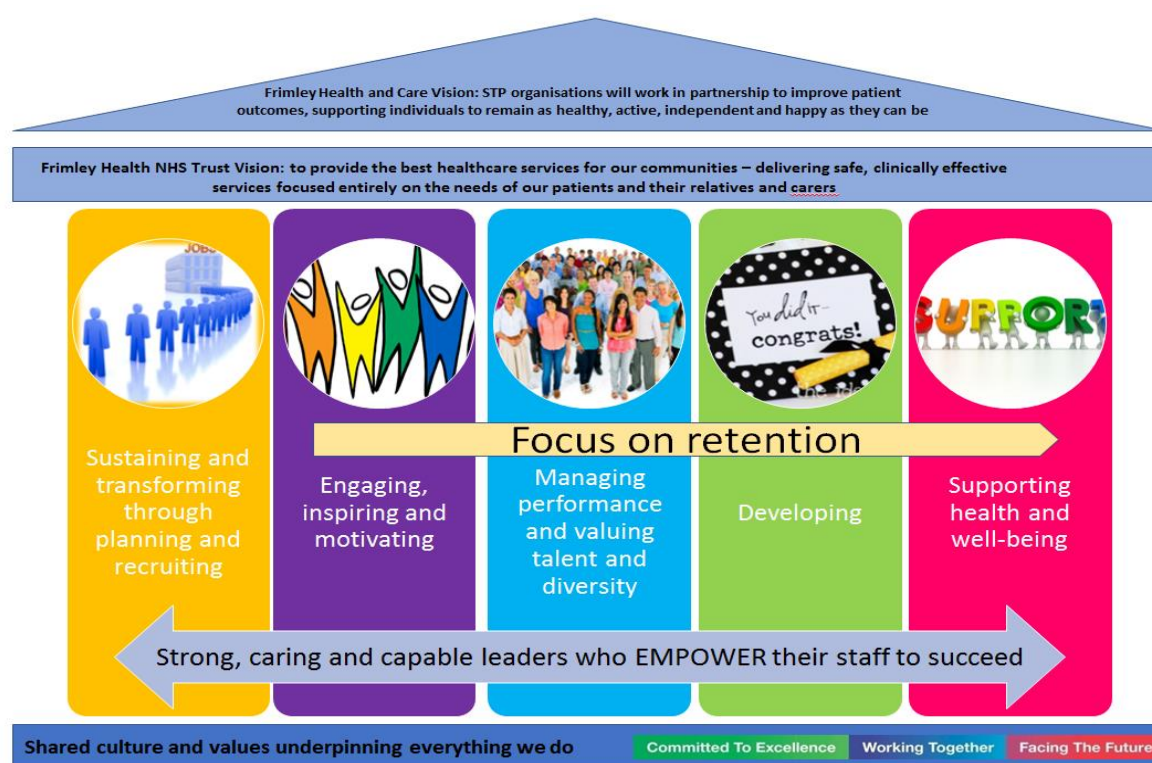 Frimley Health and Care Vision: STP organisations will work in partnership to improve patient
outcomes, supporting individuals to remain as healthy, active, independent and happy as they can be
Frimley Health NHS Trust Vision: to provide the best healthcare services for our communities – delivering safe, clinically effective
services focused entirely on the needs of our patients and their relatives and carers
JOBS
You did it-
congrats!
SUPPORT
Focus on retention
Sustaining and
transforming
through
planning and
recruiting
Engaging,
inspiring and
motivating
Managing
performance
and valuing
talent and
diversity
Developing
Supporting
health and
well-being
Strong, caring and capable leaders who EMPOWER their staff to succeed
Shared culture and values underpinning everything we do
Committed To Excellence
Working Together
Facing The Future